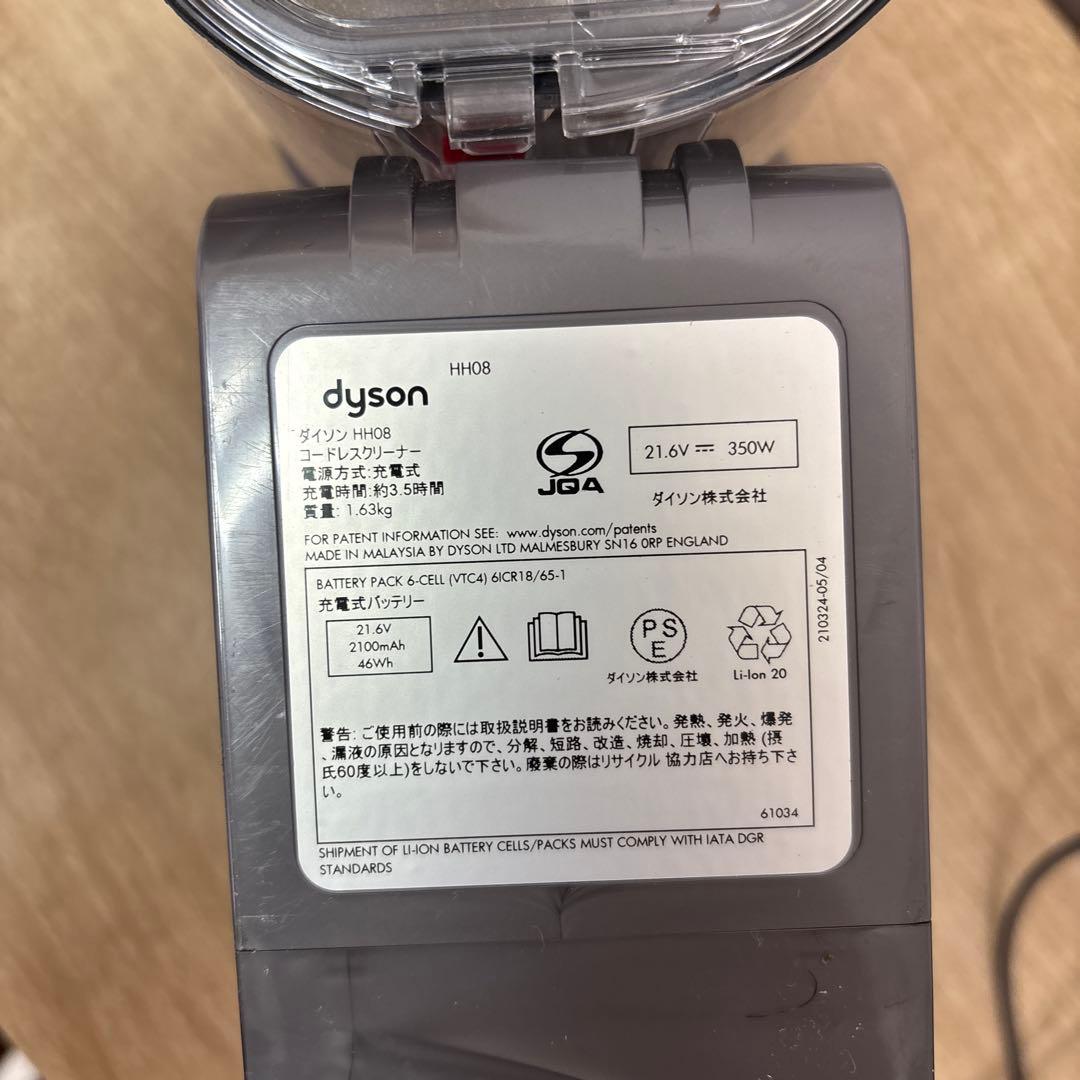 HH08
dyson
ダイソン HH08
コードレスクリーナー
電源方式:充電式
充電時間:約3.5時間
質量: 1.63kg
JQA
21.6V ⎓ 350W
ダイソン株式会社
FOR PATENT INFORMATION SEE: www.dyson.com/patents
MADE IN MALAYSIA BY DYSON LTD MALMESBURY SN16 0RP ENGLAND
BATTERY PACK 6-CELL (VTC4) 6ICR18/65-1
充電式バッテリー
21.6V
2100mAh
46Wh
PS
E
ダイソン株式会社
Li-Ion 20
210324-05/04
警告: ご使用前の際には取扱説明書をお読みください。発熱、発火、爆発
、漏液の原因となりますので、分解、短路、改造、焼却、圧壊、加熱 (摂
氏60度以上)をしないで下さい。廃棄の際はリサイクル 協力店へお持ち下さ
い。
61034
SHIPMENT OF LI-ION BATTERY CELLS/PACKS MUST COMPLY WITH IATA DGR
STANDARDS